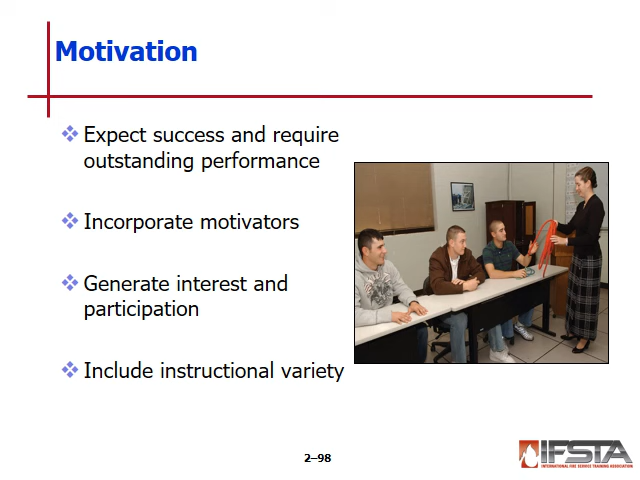 Motivation
Expect success and require
outstanding performance
Incorporate motivators
Generate interest and
participation
Include instructional variety
2–98
IFSTA
INTERNATIONAL FIRE SERVICE TRAINING ASSOCIATION